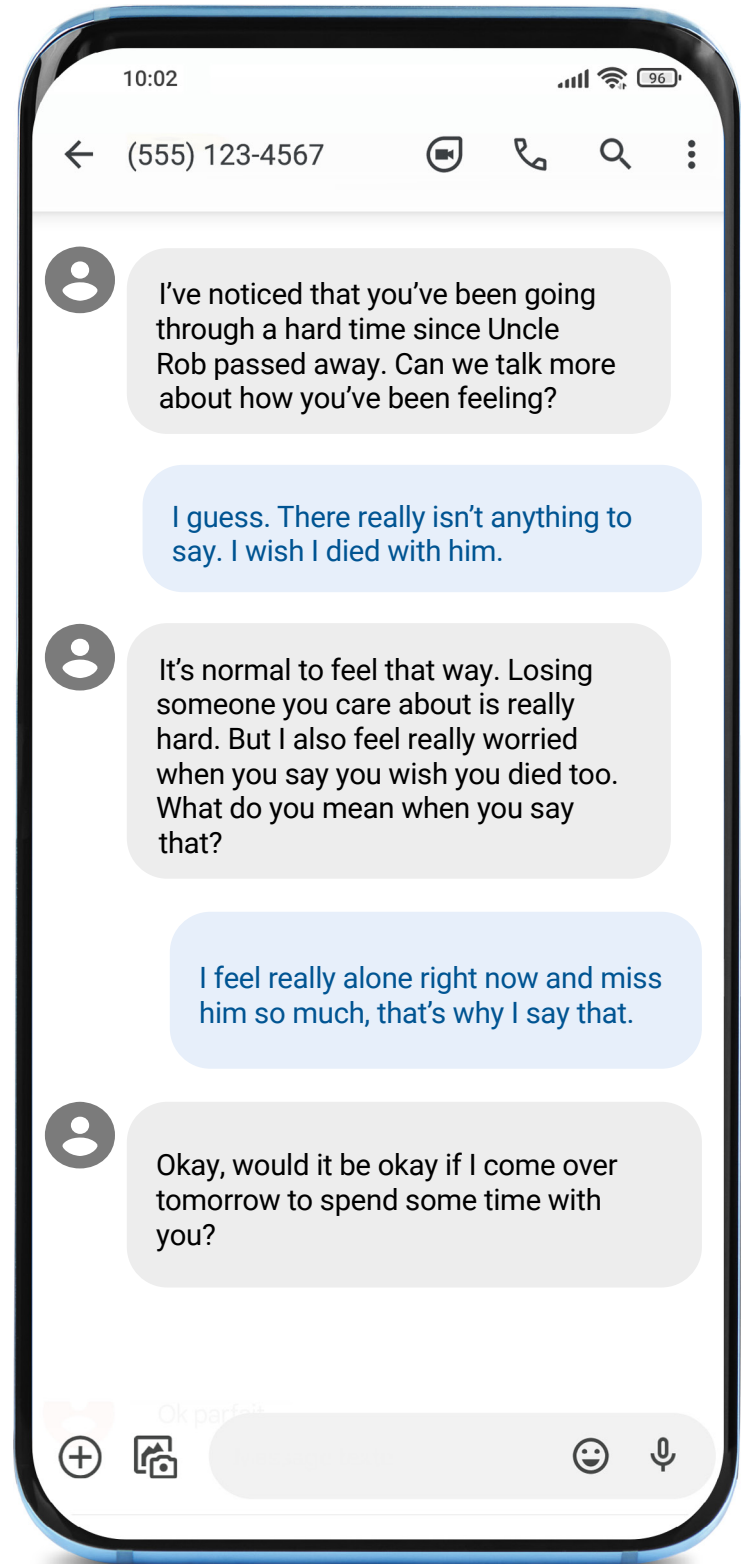 10:02
96
(555) 123-4567
I’ve noticed that you’ve been going
through a hard time since Uncle
Rob passed away. Can we talk more
about how you’ve been feeling?
I guess. There really isn’t anything to
say. I wish I died with him.
It’s normal to feel that way. Losing
someone you care about is really
hard. But I also feel really worried
when you say you wish you died too.
What do you mean when you say
that?
I feel really alone right now and miss
him so much, that’s why I say that.
Okay, would it be okay if I come over
tomorrow to spend some time with
you?
Ok parfait